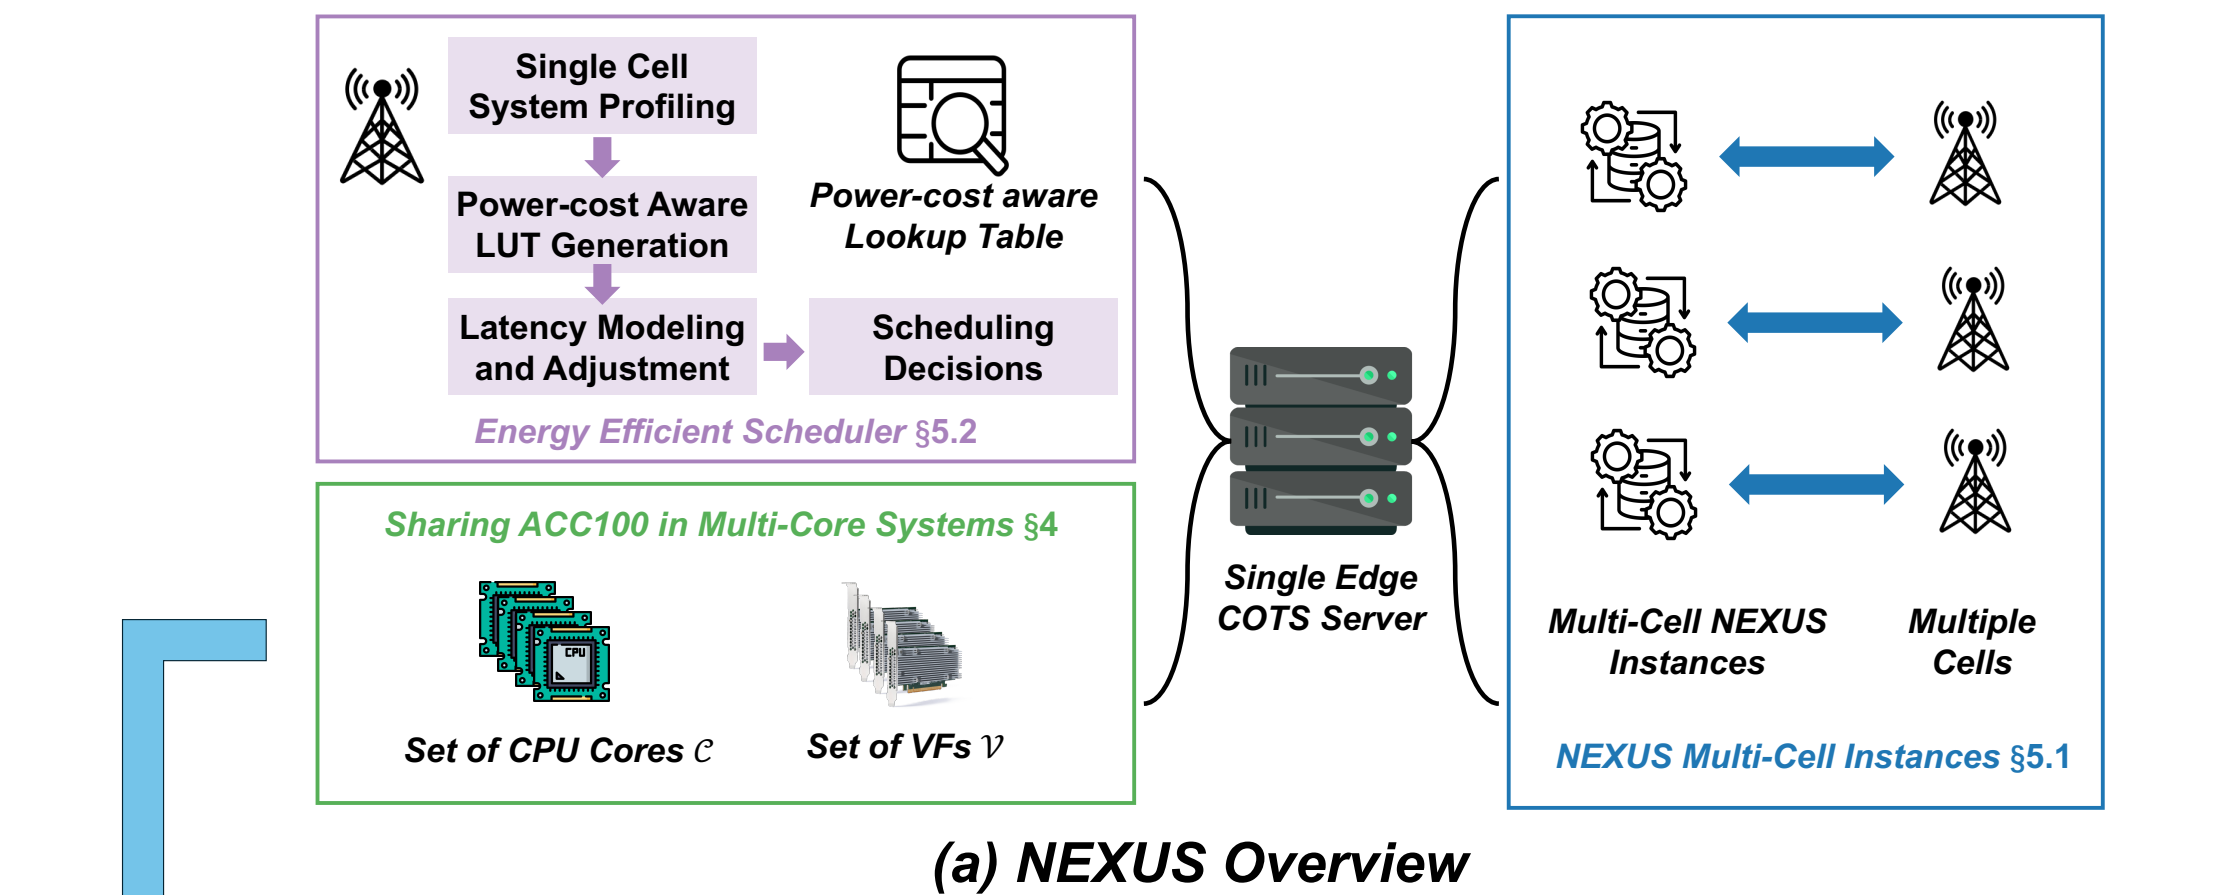 Single Cell
System Profiling
Power-cost Aware
LUT Generation
Latency Modeling
and Adjustment
Scheduling
Decisions
Power-cost aware
Lookup Table
Energy Efficient Scheduler §5.2
Sharing ACC100 in Multi-Core Systems §4
CPU
Set of CPU Cores 𝒞
Set of VFs 𝒱
Single Edge
COTS Server
Multi-Cell NEXUS
Instances
Multiple
Cells
NEXUS Multi-Cell Instances §5.1
(a) NEXUS Overview